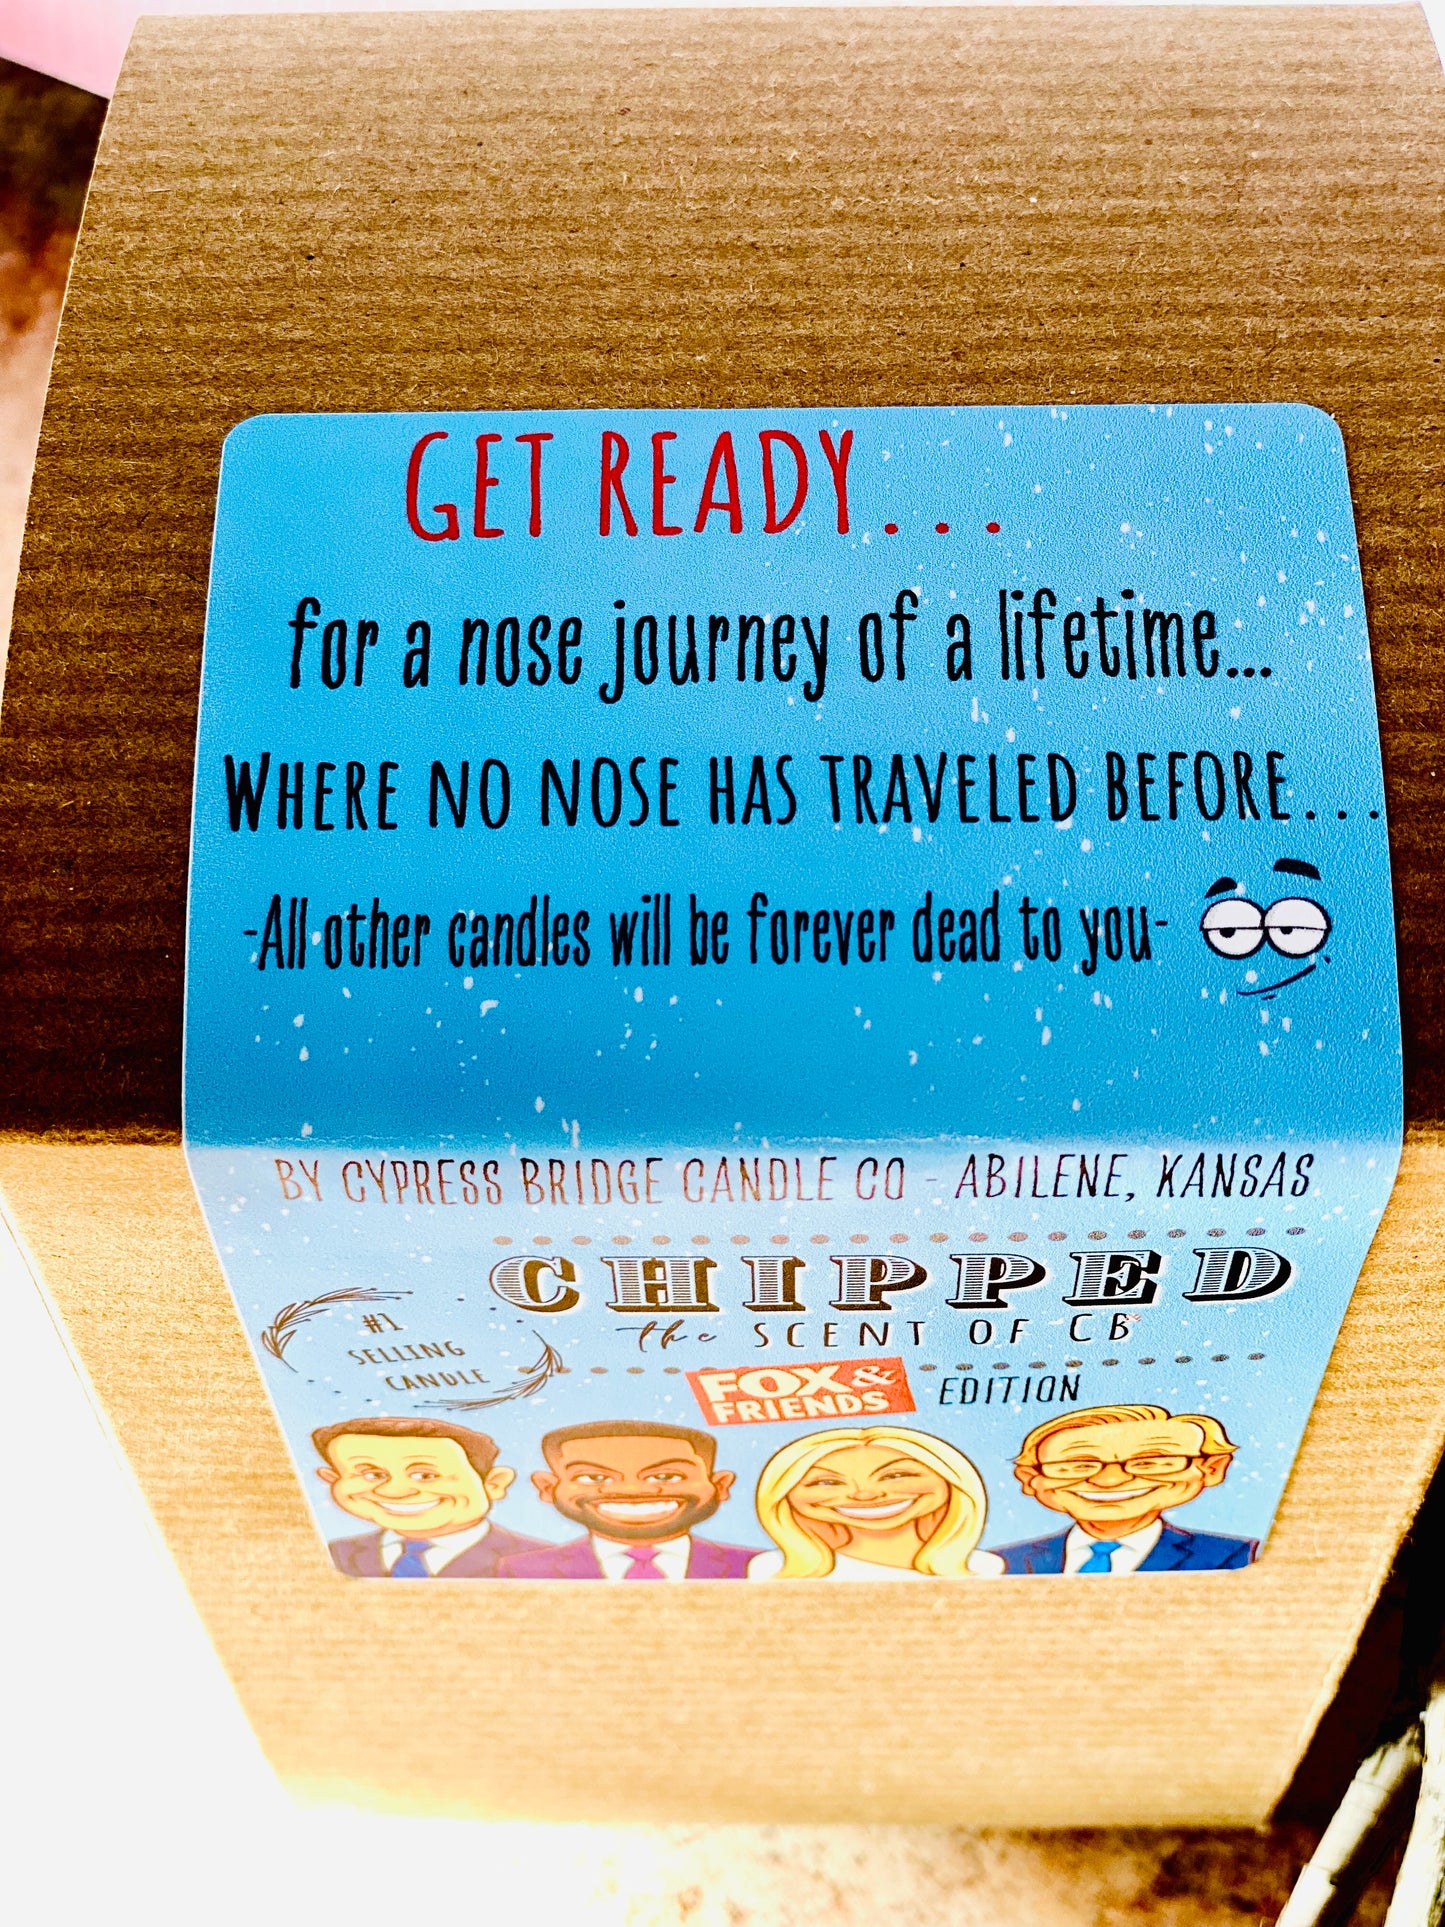 GET READY...
for a nose journey of a lifetime...
WHERE NO NOSE HAS TRAVELED BEFORE...
-All other candles will be forever dead to you-
BY CYPRESS BRIDGE CANDLE CO - ABILENE, KANSAS
CHIPPED
the SCENT OF CB
#1
SELLING
CANDLE
FOX &
FRIENDS
EDITION